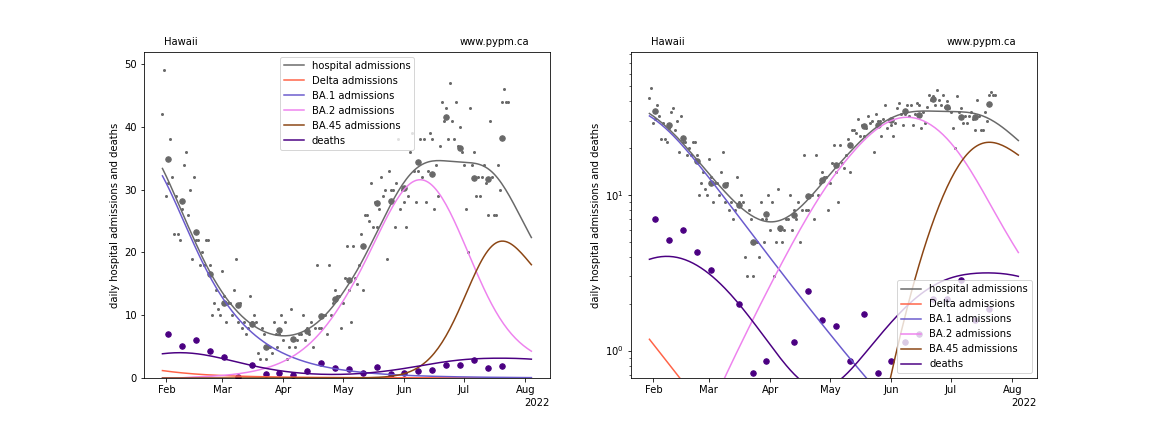 Hawaii
www.pypm.ca
daily hospital admissions and deaths
50
40
30
20
10
0
hospital admissions
Delta admissions
BA.1 admissions
BA.2 admissions
BA.45 admissions
deaths
Feb
Mar
Apr
May
Jun
Jul
Aug
2022
Hawaii
www.pypm.ca
daily hospital admissions and deaths
10¹
10⁰
hospital admissions
Delta admissions
BA.1 admissions
BA.2 admissions
BA.45 admissions
deaths
Feb
Mar
Apr
May
Jun
Jul
Aug
2022